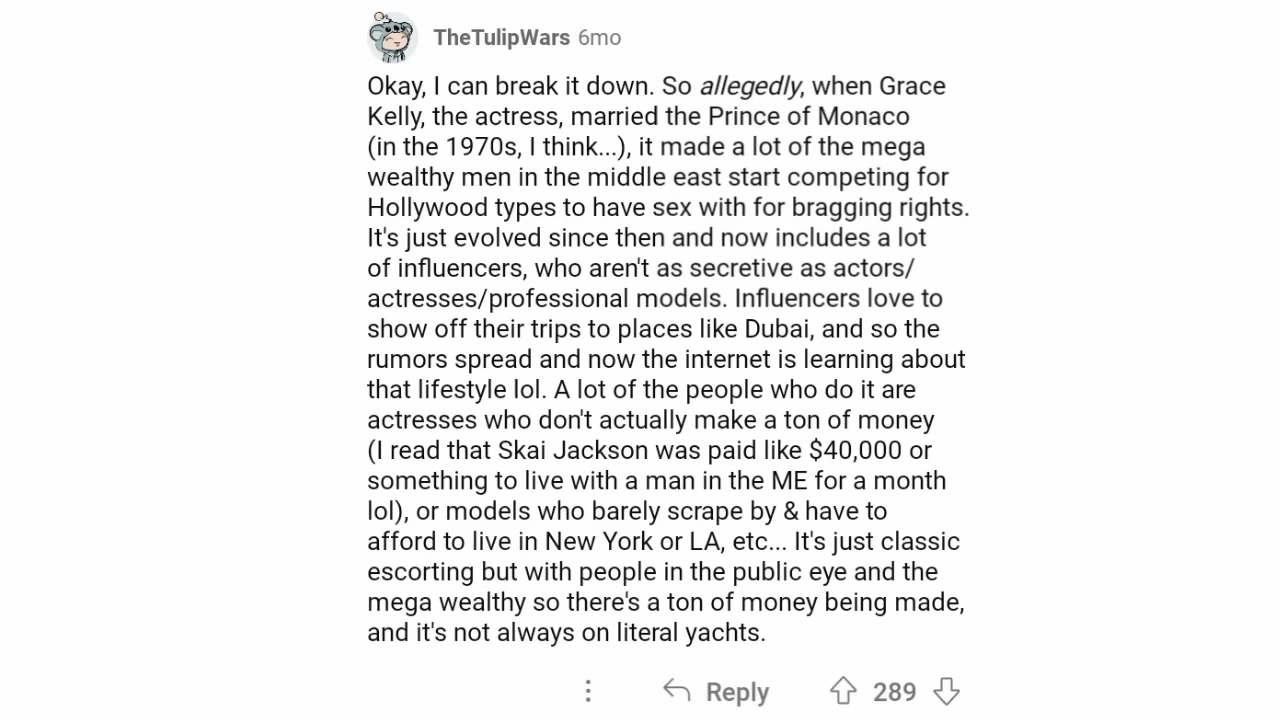 TheTulipWars 6mo
Okay, I can break it down. So allegedly, when Grace
Kelly, the actress, married the Prince of Monaco
(in the 1970s, I think...), it made a lot of the mega
wealthy men in the middle east start competing for
Hollywood types to have sex with for bragging rights.
It's just evolved since then and now includes a lot
of influencers, who aren't as secretive as actors/
actresses/professional models. Influencers love to
show off their trips to places like Dubai, and so the
rumors spread and now the internet is learning about
that lifestyle lol. A lot of the people who do it are
actresses who don't actually make a ton of money
(I read that Skai Jackson was paid like $40,000 or
something to live with a man in the ME for a month
lol), or models who barely scrape by & have to
afford to live in New York or LA, etc... It's just classic
escorting but with people in the public eye and the
mega wealthy so there's a ton of money being made,
and it's not always on literal yachts.
Reply 289